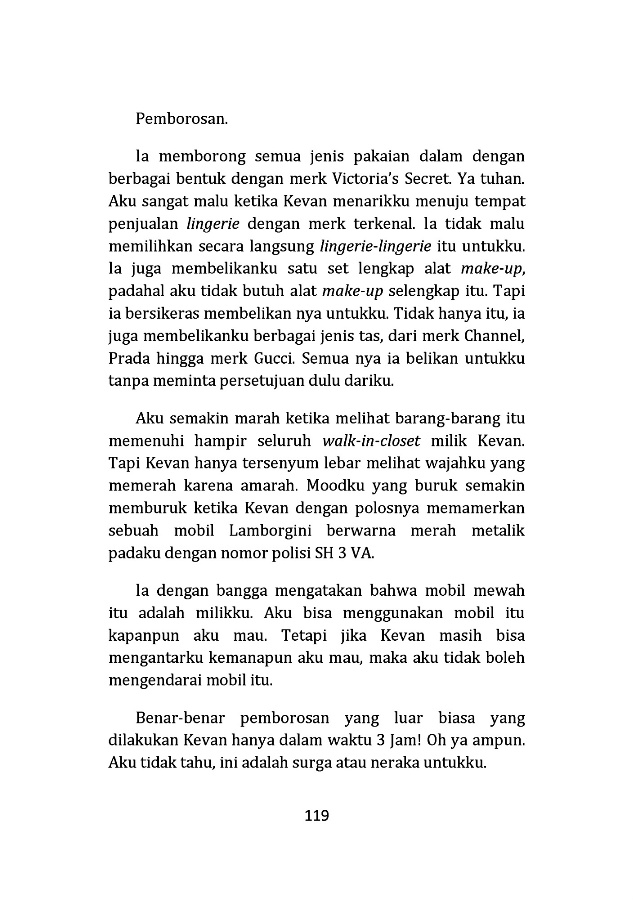 Pemborosan.
Ia memborong semua jenis pakaian dalam dengan
berbagai bentuk dengan merk Victoria's Secret. Ya tuhan.
Aku sangat malu ketika Kevan menarikku menuju tempat
penjualan lingerie dengan merk terkenal. Ia tidak malu
memilihkan secara langsung lingerie-lingerie itu untukku.
Ia juga membelikanku satu set lengkap alat make-up,
padahal aku tidak butuh alat make-up selengkap itu. Tapi
ia bersikeras membelikan nya untukku. Tidak hanya itu, ia
juga membelikanku berbagai jenis tas, dari merk Channel,
Prada hingga merk Gucci. Semua nya ia belikan untukku
tanpa meminta persetujuan dulu dariku.
Aku semakin marah ketika melihat barang-barang itu
memenuhi hampir seluruh walk-in-closet milik Kevan.
Tapi Kevan hanya tersenyum lebar melihat wajahku yang
memerah karena amarah. Moodku yang buruk semakin
memburuk ketika Kevan dengan polosnya memamerkan
sebuah mobil Lamborgini berwarna merah metalik
padaku dengan nomor polisi SH 3 VA.
Ia dengan bangga mengatakan bahwa mobil mewah
itu adalah milikku. Aku bisa menggunakan mobil itu
kapanpun aku mau. Tetapi jika Kevan masih bisa
mengantarku kemanapun aku mau, maka aku tidak boleh
mengendarai mobil itu.
Benar-benar pemborosan yang luar biasa yang
dilakukan Kevan hanya dalam waktu 3 Jam! Oh ya ampun.
Aku tidak tahu, ini adalah surga atau neraka untukku.
119